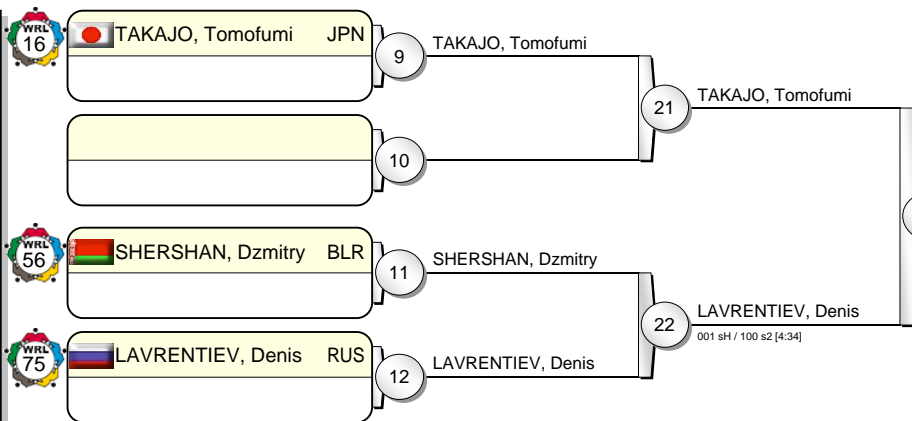 WRL
16
TAKAJO, Tomofumi JPN
9
TAKAJO, Tomofumi
21
TAKAJO, Tomofumi
10
WRL
56
SHERSHAN, Dzmitry BLR
11
SHERSHAN, Dzmitry
22
LAVRENTIEV, Denis
001 sH / 100 s2 [4:34]
WRL
75
LAVRENTIEV, Denis RUS
12
LAVRENTIEV, Denis